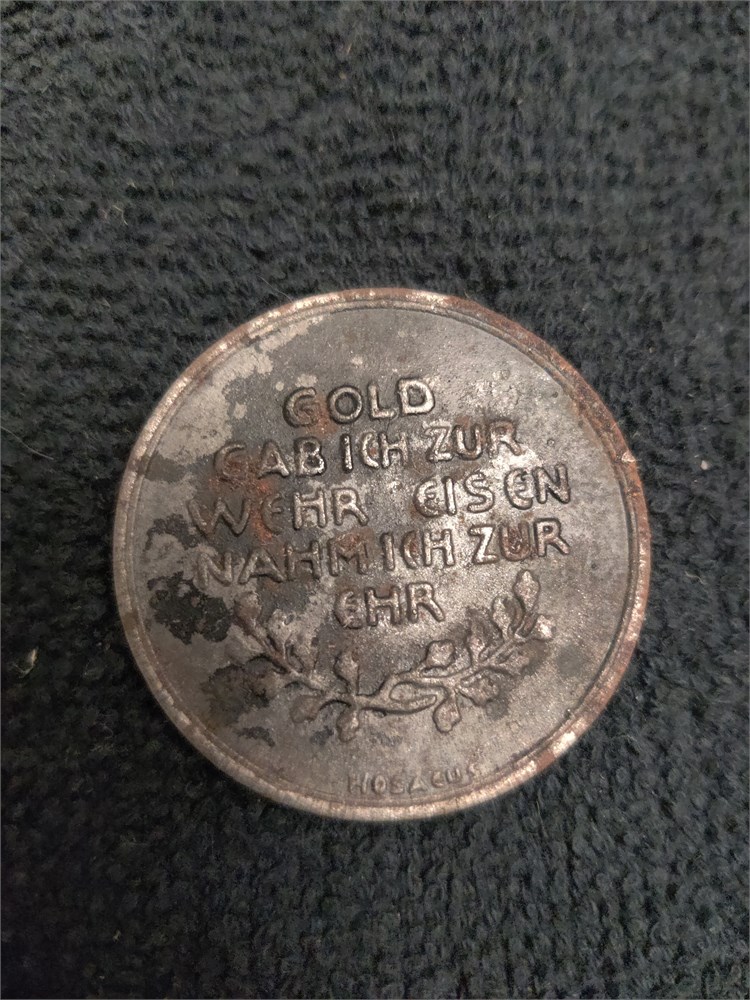 GOLD
GAB ICH ZUR
WEHR EISEN
NAHM ICH ZUR
EHR
HOSAEUS